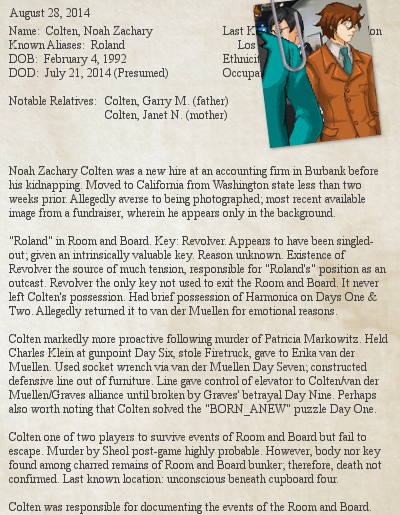 August 28, 2014
Name: Colten, Noah Zachary
Last K
on
Known Aliases: Roland
Los
DOB: February 4, 1992
Ethnici
DOD: July 21, 2014 (Presumed)
Occupa
Notable Relatives: Colten, Garry M. (father)
Colten, Janet N. (mother)
Noah Zachary Colten was a new hire at an accounting firm in Burbank before
his kidnapping. Moved to California from Washington state less than two
weeks prior. Allegedly averse to being photographed; most recent available
image from a fundraiser, wherein he appears only in the background.
"Roland" in Room and Board. Key: Revolver. Appears to have been singled-
out; given an intrinsically valuable key. Reason unknown. Existence of
Revolver the source of much tension, responsible for "Roland's" position as an
outcast. Revolver the only key not used to exit the Room and Board. It never
left Colten's possession. Had brief possession of Harmonica on Days One &
Two. Allegedly returned it to van der Muellen for emotional reasons.
Colten markedly more proactive following murder of Patricia Markowitz. Held
Charles Klein at gunpoint Day Six, stole Firetruck, gave to Erika van der
Muellen. Used socket wrench via van der Muellen Day Seven; constructed
defensive line out of furniture. Line gave control of elevator to Colten/van der
Muellen/Graves alliance until broken by Graves' betrayal Day Nine. Perhaps
also worth noting that Colten solved the "BORN_ANEW" puzzle Day One.
Colten one of two players to survive events of Room and Board but fail to
escape. Murder by Sheol post-game highly probable. However, body nor key
found among charred remains of Room and Board bunker; therefore, death not
confirmed. Last known location: unconscious beneath cupboard four.
Colten was responsible for documenting the events of the Room and Board.